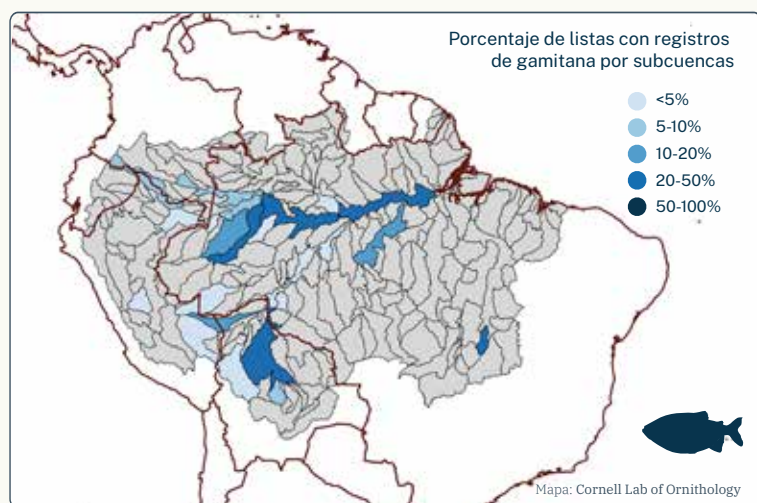 Porcentaje de listas con registros
de gamitana por subcuencas
<5%
5-10%
10-20%
20-50%
50-100%
Mapa: Cornell Lab of Ornithology